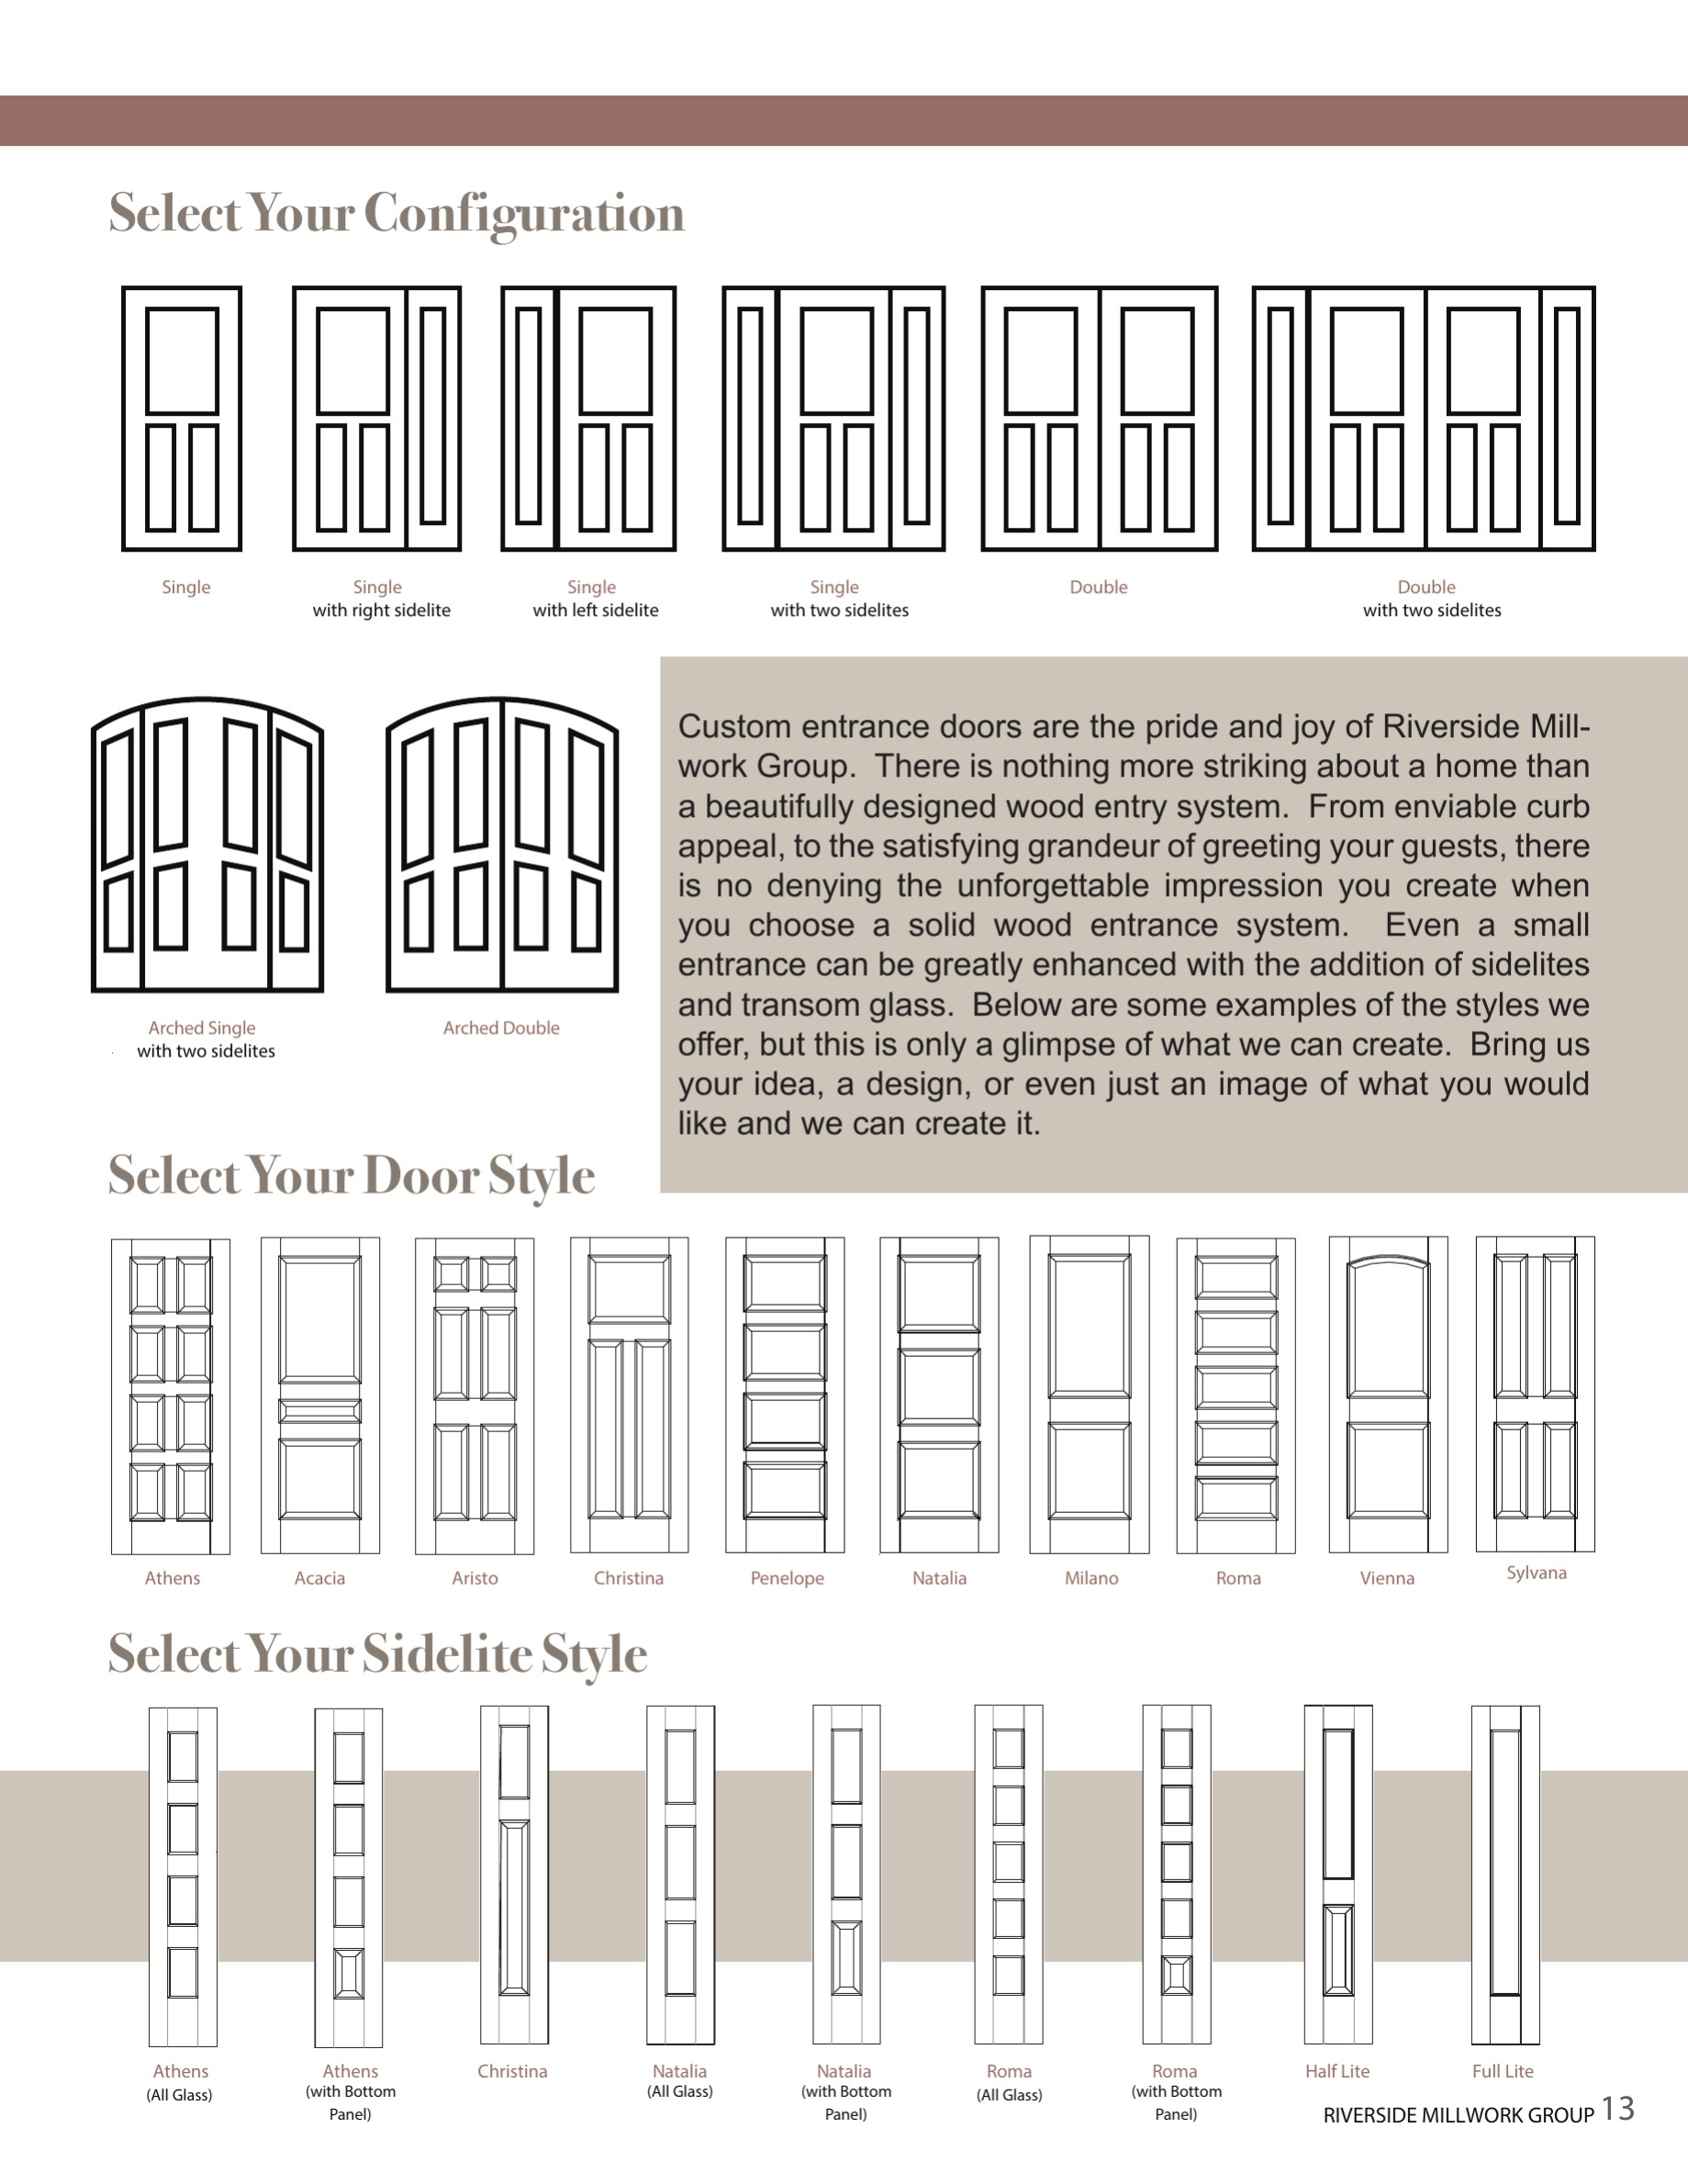 Select Your Configuration
Single
Single
with right sidelite
Single
with left sidelite
Single
with two sidelites
Double
Double
with two sidelites
Arched Single
with two sidelites
Arched Double
Custom entrance doors are the pride and joy of Riverside Mill-
work Group.  There is nothing more striking about a home than
a beautifully designed wood entry system.  From enviable curb
appeal, to the satisfying grandeur of greeting your guests, there
is no denying the unforgettable impression you create when
you choose a solid wood entrance system.  Even a small
entrance can be greatly enhanced with the addition of sidelites
and transom glass.  Below are some examples of the styles we
offer, but this is only a glimpse of what we can create.  Bring us
your idea, a design, or even just an image of what you would
like and we can create it.
Select Your Door Style
Athens
Acacia
Aristo
Christina
Penelope
Natalia
Milano
Roma
Vienna
Sylvana
Select Your Sidelite Style
Athens
(All Glass)
Athens
(with Bottom
Panel)
Christina
Natalia
(All Glass)
Natalia
(with Bottom
Panel)
Roma
(All Glass)
Roma
(with Bottom
Panel)
Half Lite
Full Lite
RIVERSIDE MILLWORK GROUP 13